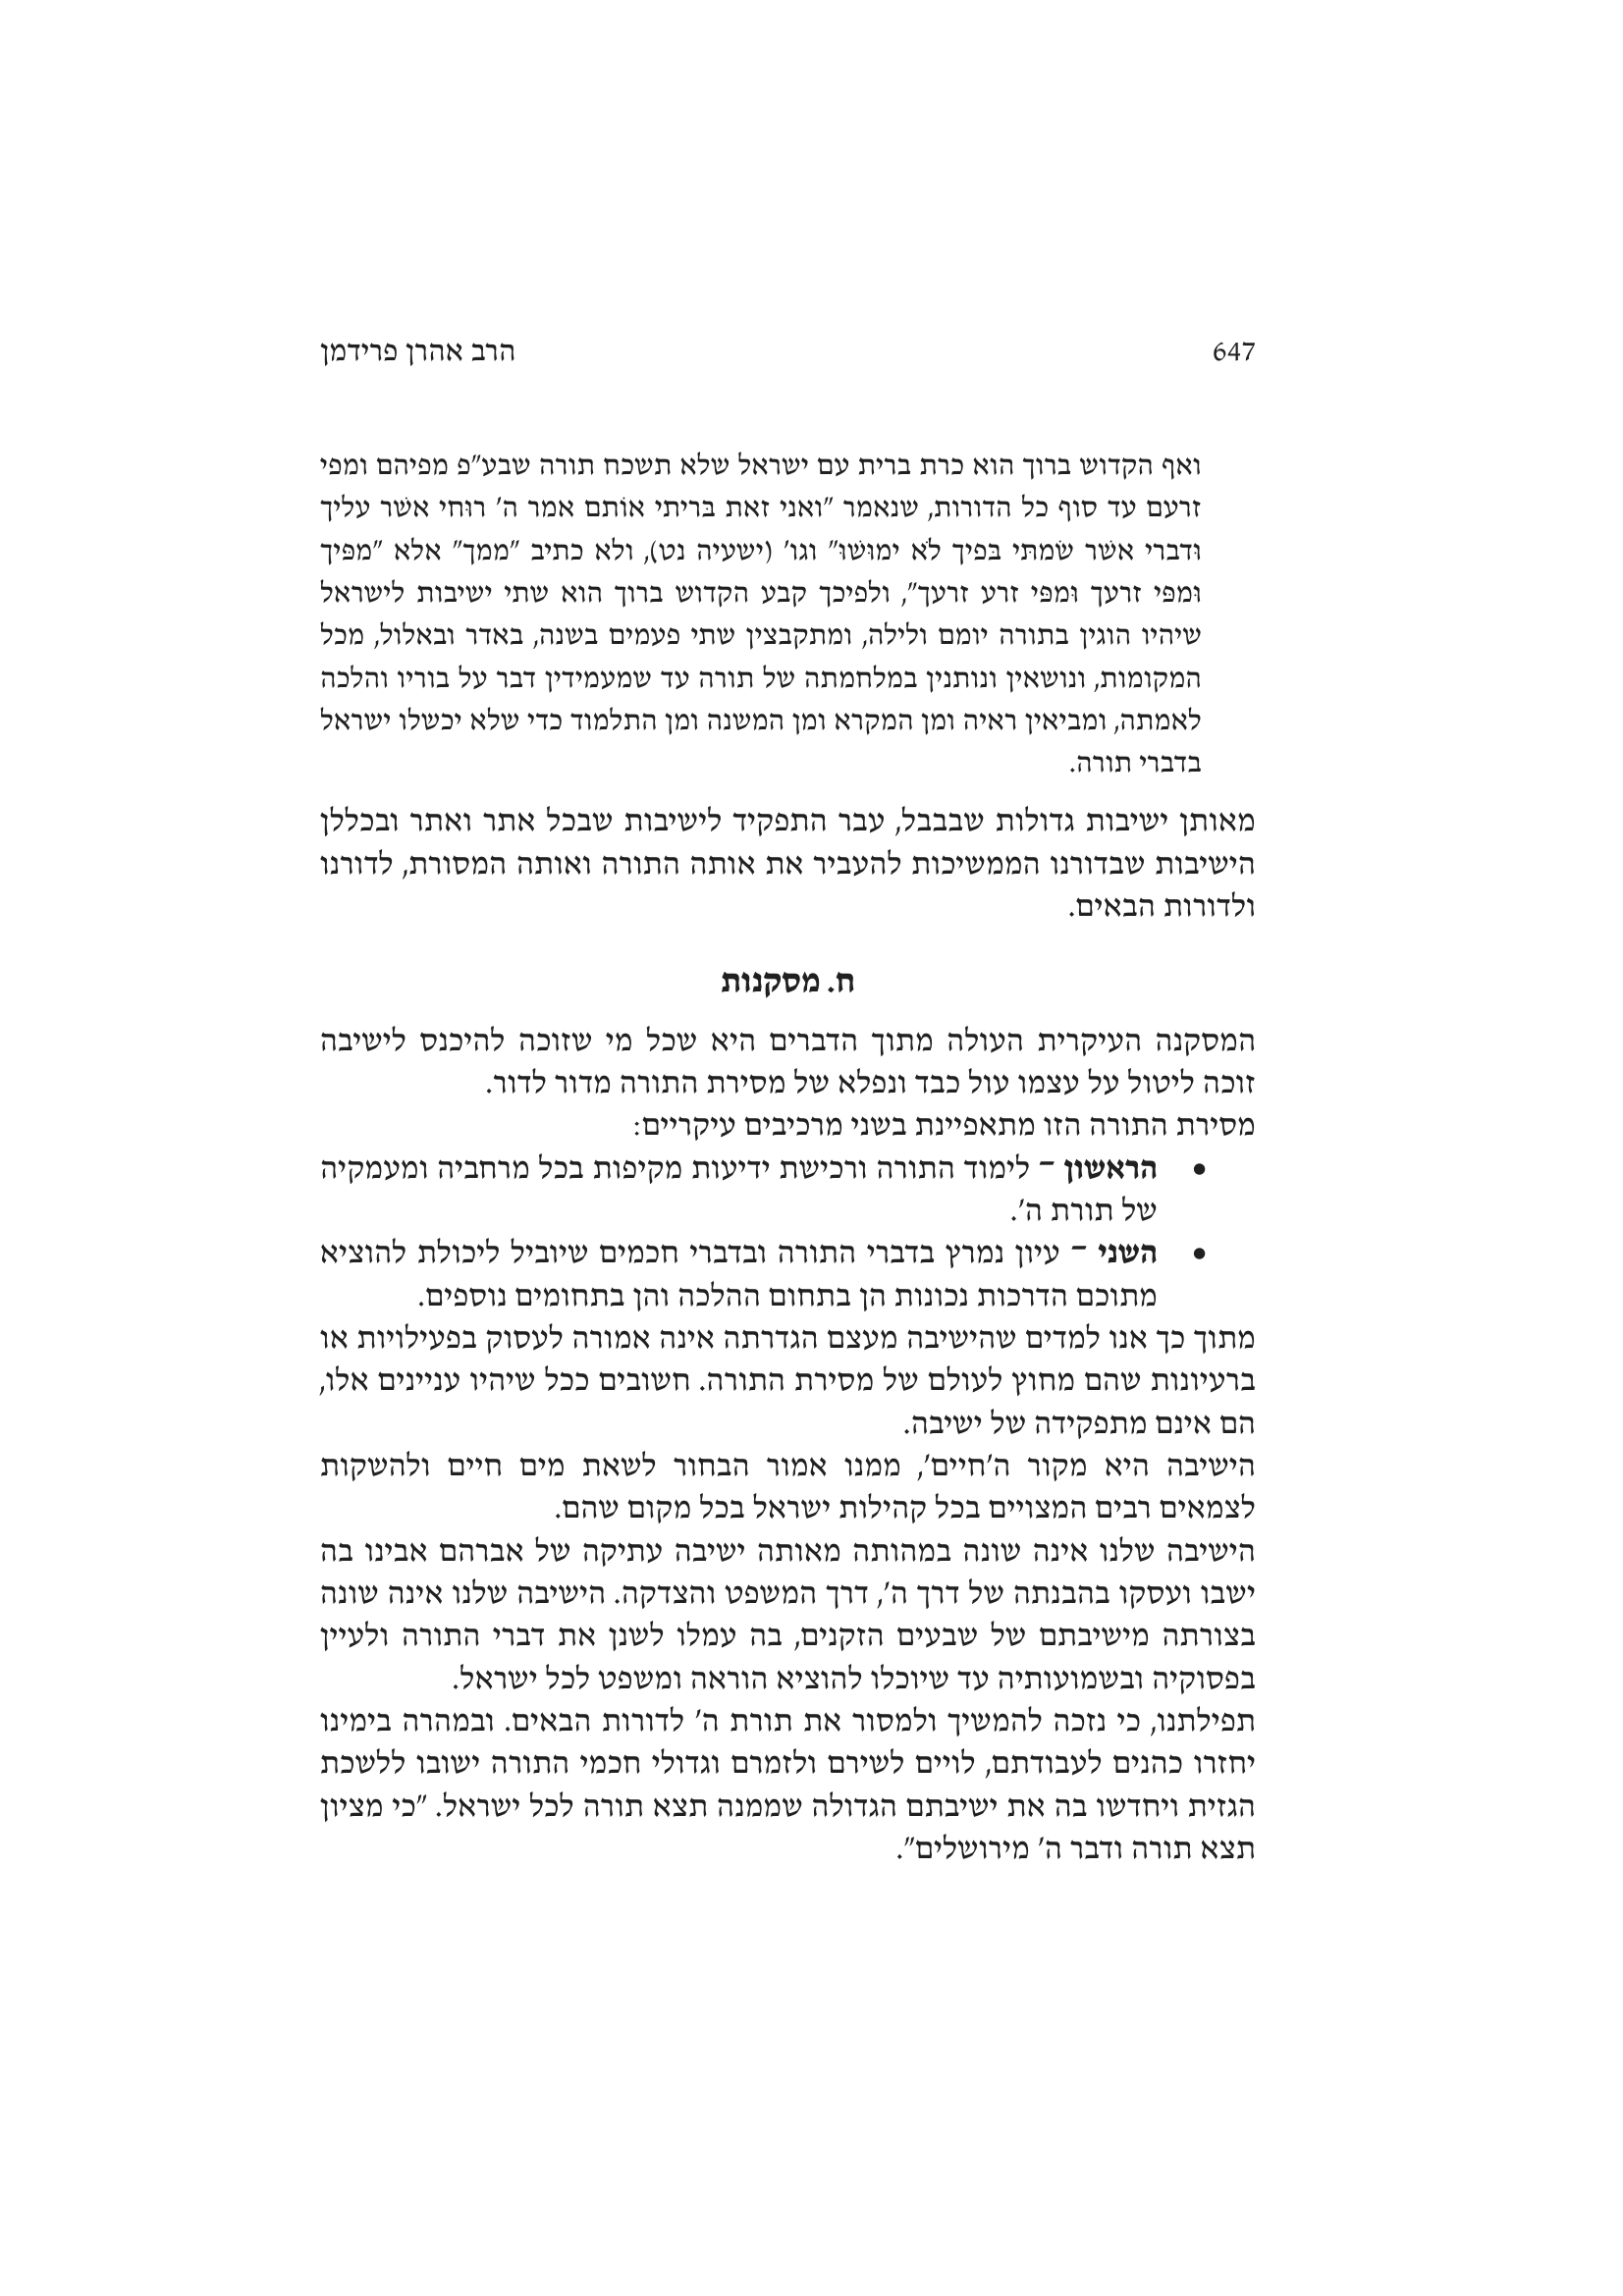 647 הרב אהרן פרידמן
ואף הקדוש ברוך הוא כרת ברית עם ישראל שלא תשכח תורה שבע"פ מפיהם ומפי
זרעם עד סוף כל הדורות, שנאמר "ואני זאת בּריתי אוֹתם אמר ה' רוּחי אשׁר עליך
וּדברי אשׁר שׂמתּי בּפיך לֹא ימוּשׁוּ" וגו' (ישעיה נט), ולא כתיב "ממך" אלא "מפּיך
וּמפּי זרעך וּמפּי זרע זרעך", ולפיכך קבע הקדוש ברוך הוא שתי ישיבות לישראל
שיהיו הוגין בתורה יומם ולילה, ומתקבצין שתי פעמים בשנה, באדר ובאלול, מכל
המקומות, ונושאין ונותנין במלחמתה של תורה עד שמעמידין דבר על בוריו והלכה
לאמתה, ומביאין ראיה ומן המקרא ומן המשנה ומן התלמוד כדי שלא יכשלו ישראל
בדברי תורה.
מאותן ישיבות גדולות שבבבל, עבר התפקיד לישיבות שבכל אתר ואתר ובכללן
הישיבות שבדורנו הממשיכות להעביר את אותה התורה ואותה המסורת, לדורנו
ולדורות הבאים.
ח. מסקנות
המסקנה העיקרית העולה מתוך הדברים היא שכל מי שזוכה להיכנס לישיבה
זוכה ליטול על עצמו עול כבד ונפלא של מסירת התורה מדור לדור.
מסירת התורה הזו מתאפיינת בשני מרכיבים עיקריים:
• הראשון – לימוד התורה ורכישת ידיעות מקיפות בכל מרחביה ומעמקיה
של תורת ה'.
• השני – עיון נמרץ בדברי התורה ובדברי חכמים שיוביל ליכולת להוציא
מתוכם הדרכות נכונות הן בתחום ההלכה והן בתחומים נוספים.
מתוך כך אנו למדים שהישיבה מעצם הגדרתה אינה אמורה לעסוק בפעילויות או
ברעיונות שהם מחוץ לעולם של מסירת התורה. חשובים ככל שיהיו עניינים אלו,
הם אינם מתפקידה של ישיבה.
הישיבה היא מקור ה'חיים', ממנו אמור הבחור לשאת מים חיים ולהשקות
לצמאים רבים המצויים בכל קהילות ישראל בכל מקום שהם.
הישיבה שלנו אינה שונה במהותה מאותה ישיבה עתיקה של אברהם אבינו בה
ישבו ועסקו בהבנתה של דרך ה', דרך המשפט והצדקה. הישיבה שלנו אינה שונה
בצורתה מישיבתם של שבעים הזקנים, בה עמלו לשנן את דברי התורה ולעיין
בפסוקיה ובשמועותיה עד שיוכלו להוציא הוראה ומשפט לכל ישראל.
תפילתנו, כי נזכה להמשיך ולמסור את תורת ה' לדורות הבאים. ובמהרה בימינו
יחזרו כהנים לעבודתם, לויים לשירם ולזמרם וגדולי חכמי התורה ישובו ללשכת
הגזית ויחדשו בה את ישיבתם הגדולה שממנה תצא תורה לכל ישראל. "כי מציון
תצא תורה ודבר ה' מירושלים".